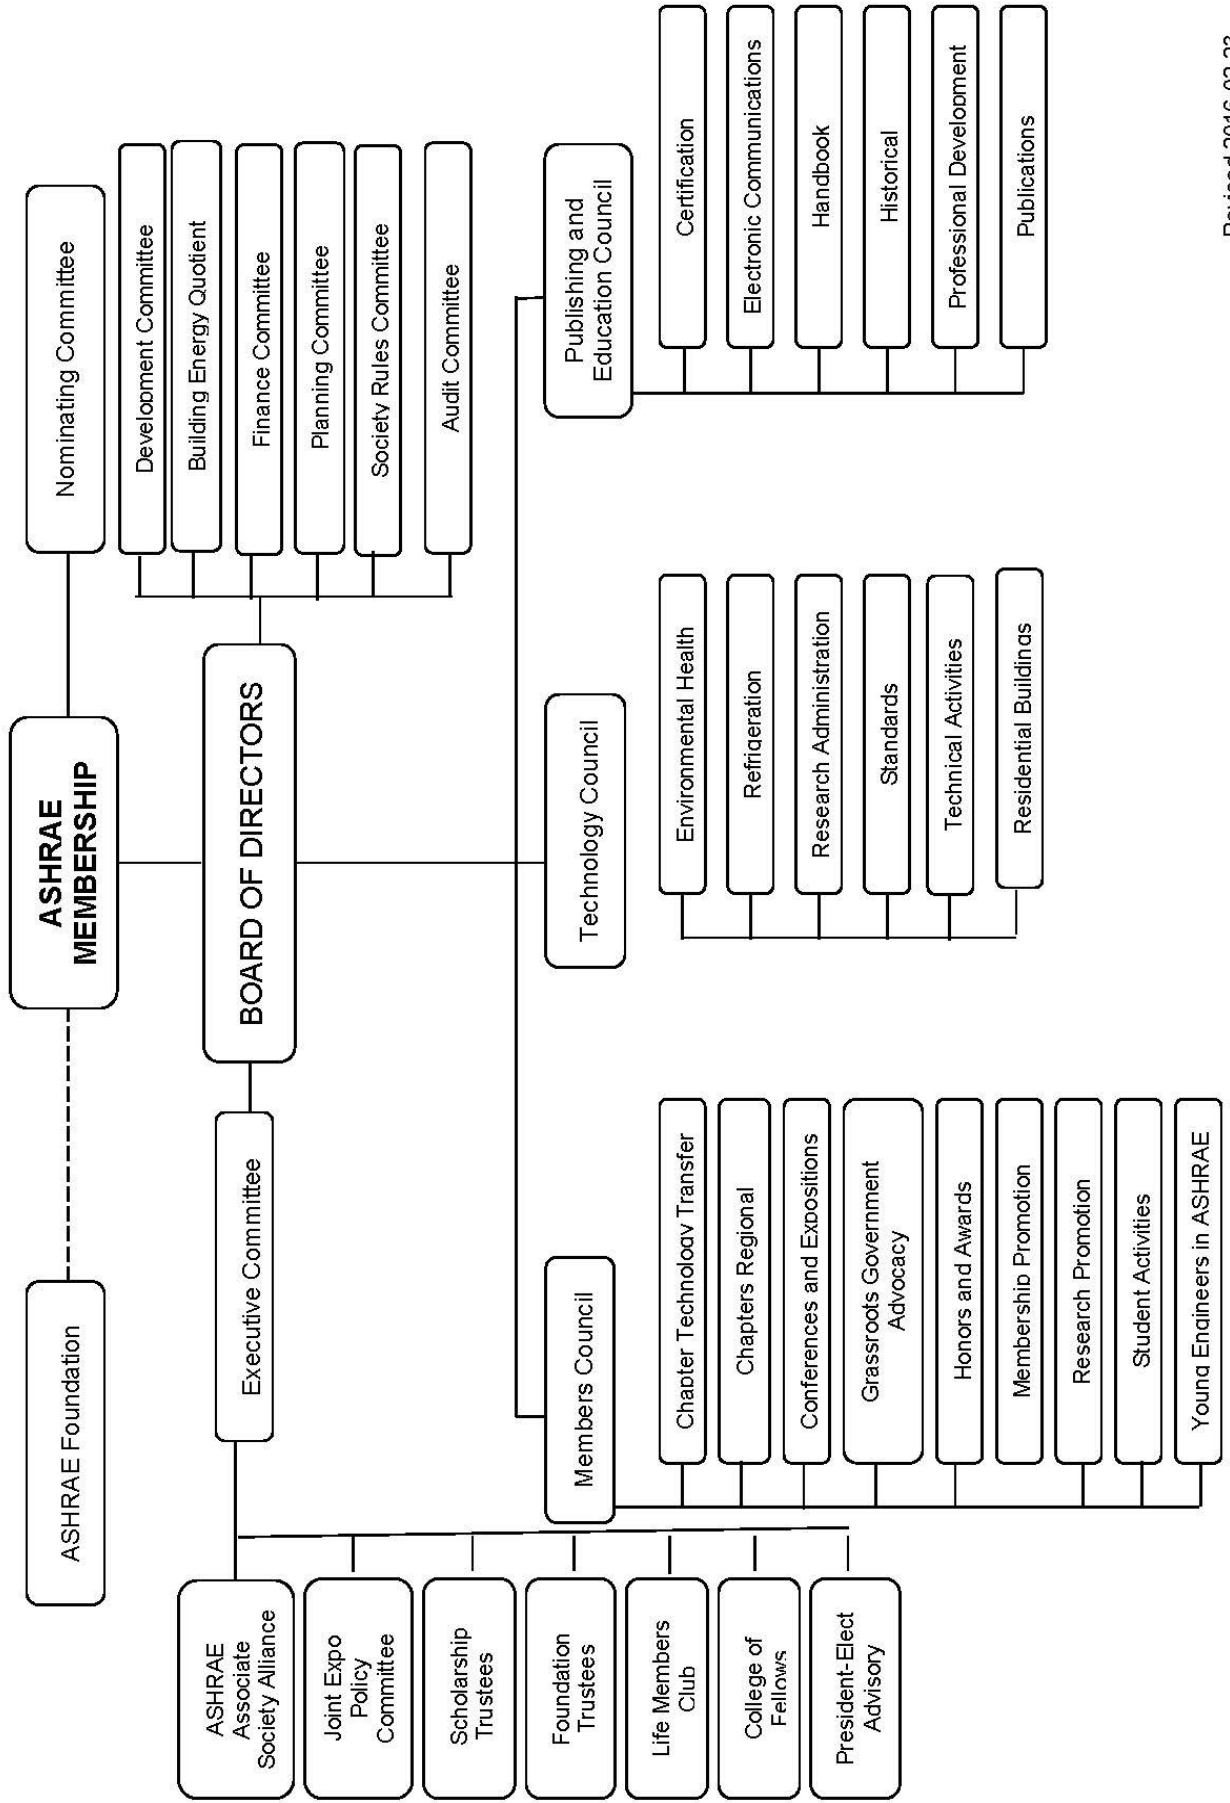 ASHRAE
MEMBERSHIP
ASHRAE Foundation
Nominating Committee
BOARD OF DIRECTORS
Executive Committee
Development Committee
Building Energy Quotient
Finance Committee
Planning Committee
Society Rules Committee
Audit Committee
ASHRAE
Associate
Society Alliance
Joint Expo
Policy
Committee
Scholarship
Trustees
Foundation
Trustees
Life Members
Club
College of
Fellows
President-Elect
Advisory
Members Council
Chapter Technology Transfer
Chapters Regional
Conferences and Expositions
Grassroots Government
Advocacy
Honors and Awards
Membership Promotion
Research Promotion
Student Activities
Young Engineers in ASHRAE
Technology Council
Environmental Health
Refrigeration
Research Administration
Standards
Technical Activities
Residential Buildings
Publishing and
Education Council
Certification
Electronic Communications
Handbook
Historical
Professional Development
Publications
Revised 2016-02-23